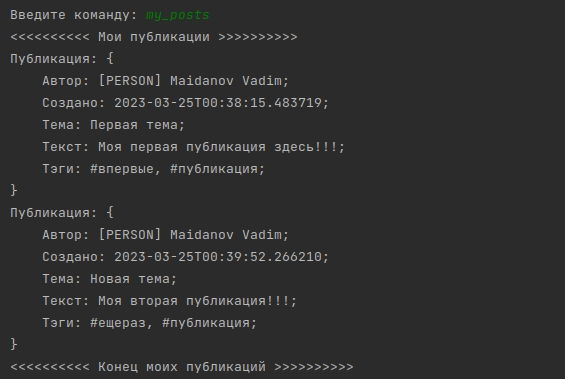 Введите команду: my_posts
<<<<<<<<<< Мои публикации >>>>>>>>>>
Публикация: {
    Автор: [PERSON] Maidanov Vadim;
    Создано: 2023-03-25T00:38:15.483719;
    Тема: Первая тема;
    Текст: Моя первая публикация здесь!!!;
    Тэги: #впервые, #публикация;
}
Публикация: {
    Автор: [PERSON] Maidanov Vadim;
    Создано: 2023-03-25T00:39:52.266210;
    Тема: Новая тема;
    Текст: Моя вторая публикация!!!;
    Тэги: #ещераз, #публикация;
}
<<<<<<<<<< Конец моих публикаций >>>>>>>>>>